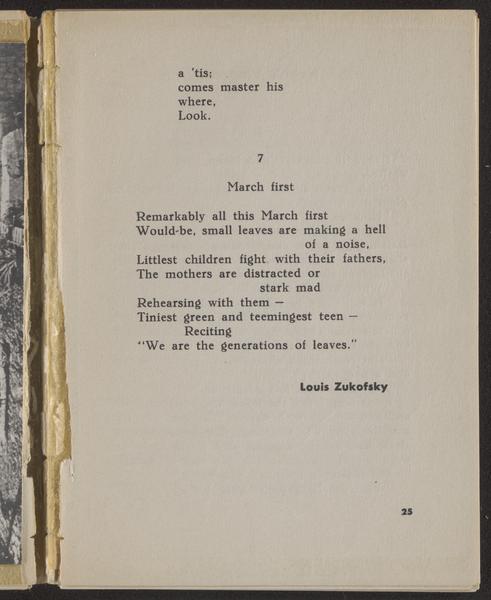 a 'tis;
comes master his
where,
Look.
7
March first
Remarkably all this March first
Would-be, small leaves are making a hell
of a noise,
Littlest children fight with their fathers,
The mothers are distracted or
stark mad
Rehearsing with them —
Tiniest green and teemingest teen —
Reciting
"We are the generations of leaves."
Louis Zukofsky
25